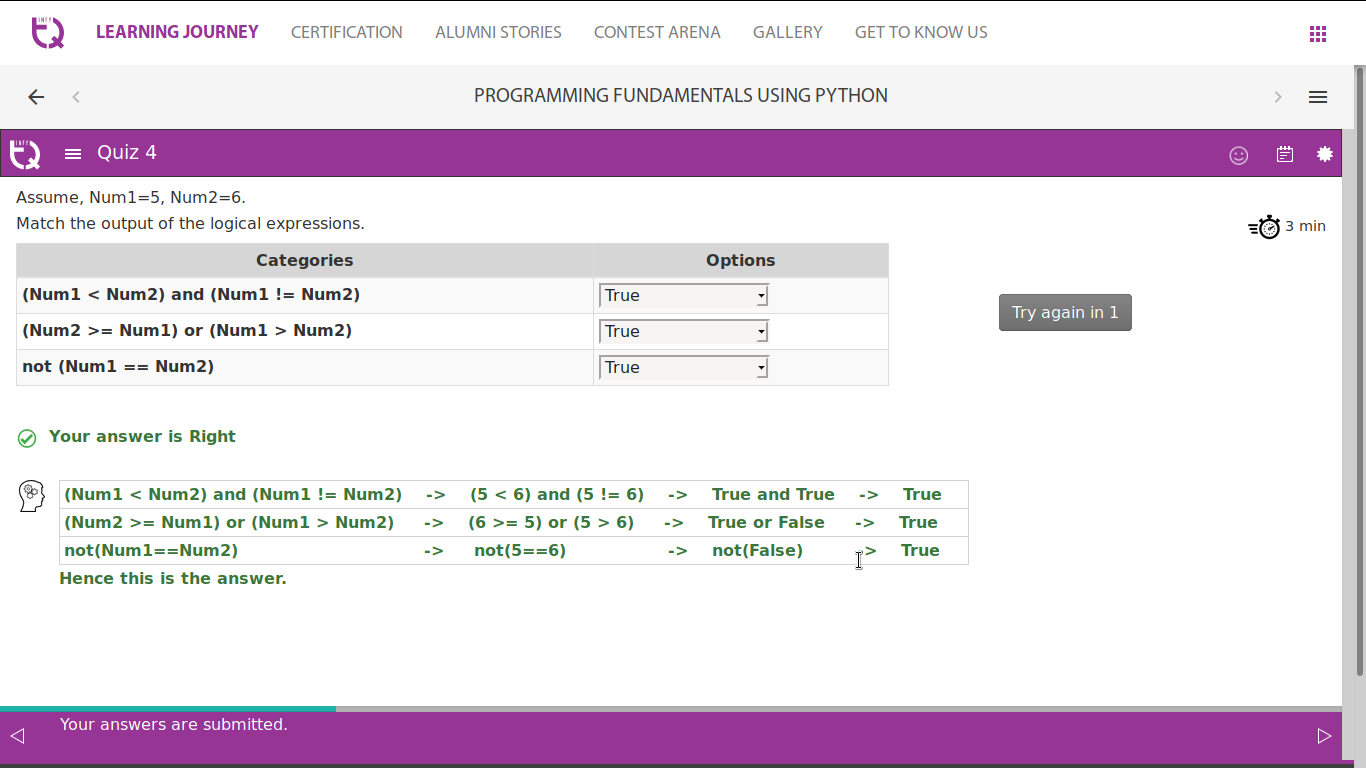 INFY TQ
LEARNING JOURNEY CERTIFICATION ALUMNI STORIES CONTEST ARENA GALLERY GET TO KNOW US
PROGRAMMING FUNDAMENTALS USING PYTHON
INFY TQ Quiz 4
Assume, Num1=5, Num2=6.
Match the output of the logical expressions.
3 min
Categories Options
(Num1 < Num2) and (Num1 != Num2) True
(Num2 >= Num1) or (Num1 > Num2) True
not (Num1 == Num2) True
Try again in 1
Your answer is Right
(Num1 < Num2) and (Num1 != Num2) -> (5 < 6) and (5 != 6) -> True and True -> True
(Num2 >= Num1) or (Num1 > Num2) -> (6 >= 5) or (5 > 6) -> True or False -> True
not(Num1==Num2) -> not(5==6) -> not(False) -> True
Hence this is the answer.
Your answers are submitted.